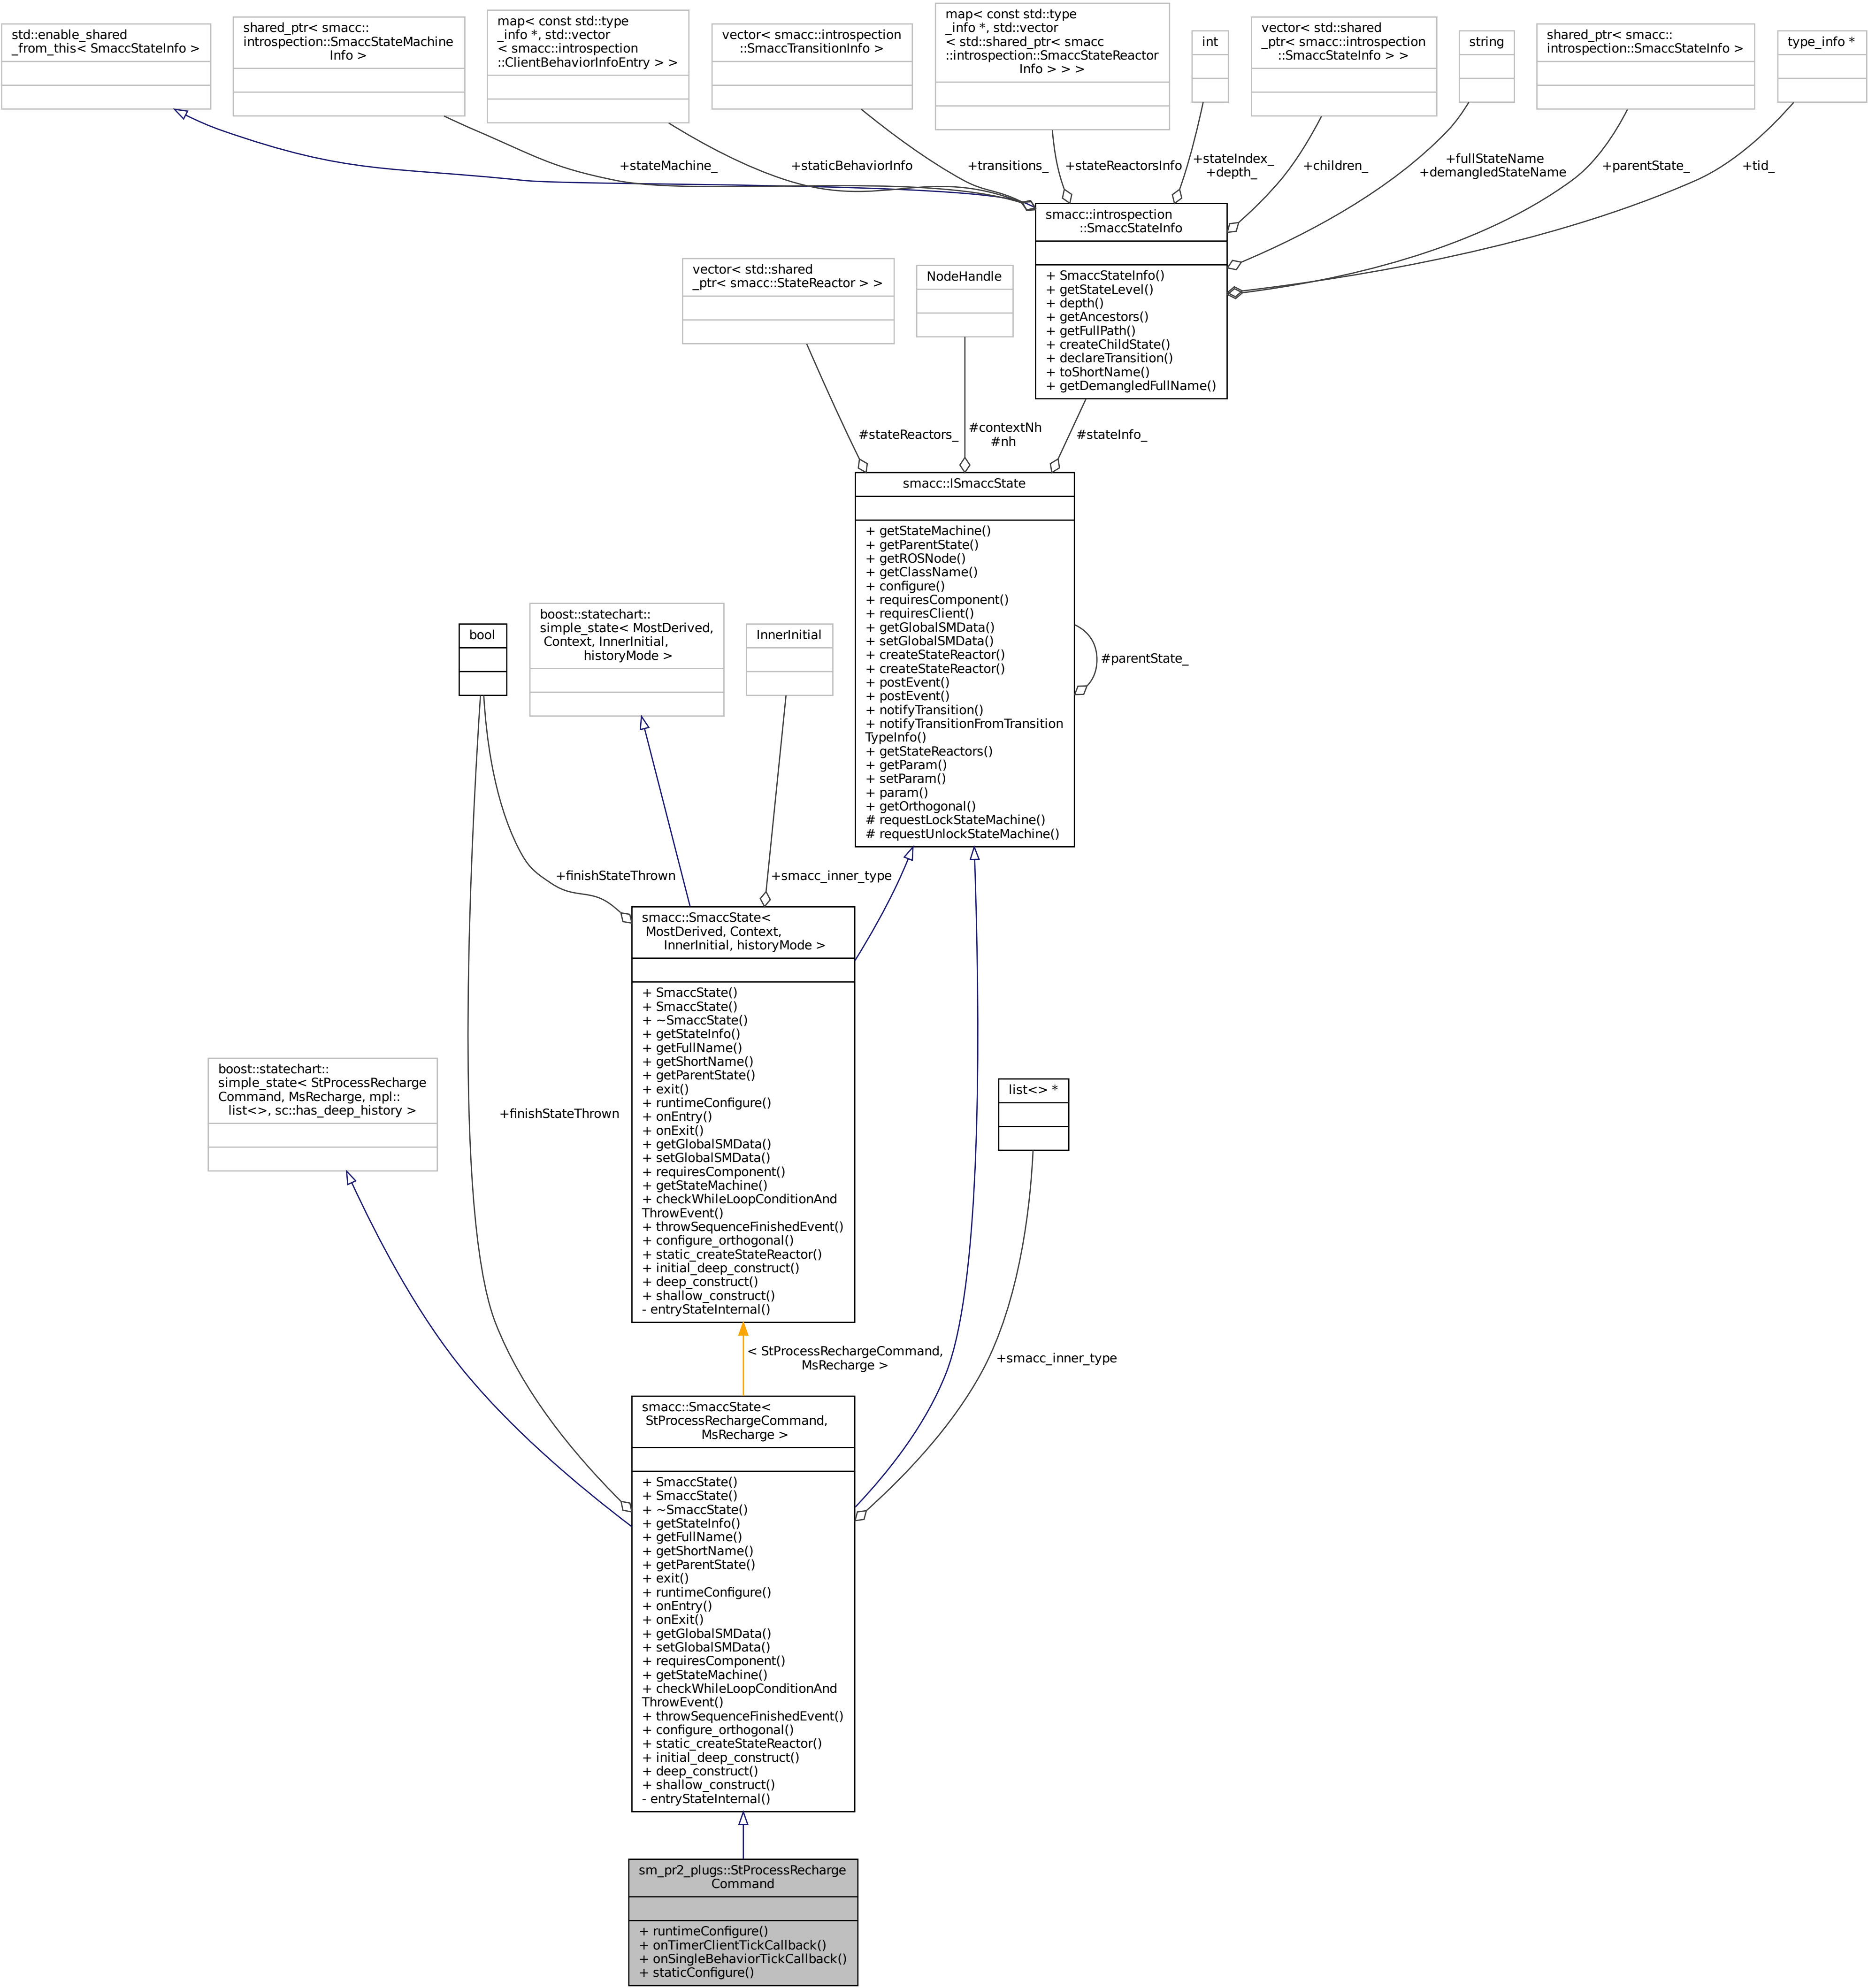 std::enable_shared
_from_this< SmaccStateInfo >
shared_ptr< smacc::
introspection::SmaccStateMachine
Info >
map< const std::type
_info *, std::vector
< smacc::introspection
::ClientBehaviorInfoEntry > >
vector< smacc::introspection
::SmaccTransitionInfo >
map< const std::type
_info *, std::vector
< std::shared_ptr< smacc
::introspection::SmaccStateReactor
Info > > >
int
vector< std::shared
_ptr< smacc::introspection
::SmaccStateInfo > >
string
shared_ptr< smacc::
introspection::SmaccStateInfo >
type_info *
+stateMachine_
+staticBehaviorInfo
+transitions_
+stateReactorsInfo
+stateIndex_
+depth_
+children_
+fullStateName
+demangledStateName
+parentState_
+tid_
smacc::introspection
::SmaccStateInfo
+ SmaccStateInfo()
+ getStateLevel()
+ depth()
+ getAncestors()
+ getFullPath()
+ createChildState()
+ declareTransition()
+ toShortName()
+ getDemangledFullName()
vector< std::shared
_ptr< smacc::StateReactor > >
NodeHandle
#stateReactors_
#contextNh
#nh
#stateInfo_
smacc::ISmaccState
+ getStateMachine()
+ getParentState()
+ getROSNode()
+ getClassName()
+ configure()
+ requiresComponent()
+ requiresClient()
+ getGlobalSMData()
+ setGlobalSMData()
+ createStateReactor()
+ createStateReactor()
+ postEvent()
+ postEvent()
+ notifyTransition()
+ notifyTransitionFromTransition
TypeInfo()
+ getStateReactors()
+ getParam()
+ setParam()
+ param()
+ getOrthogonal()
# requestLockStateMachine()
# requestUnlockStateMachine()
#parentState_
bool
boost::statechart::
simple_state< MostDerived,
Context, InnerInitial,
historyMode >
InnerInitial
+finishStateThrown
+smacc_inner_type
smacc::SmaccState<
MostDerived, Context,
InnerInitial, historyMode >
+ SmaccState()
+ SmaccState()
+ ~SmaccState()
+ getStateInfo()
+ getFullName()
+ getShortName()
+ getParentState()
+ exit()
+ runtimeConfigure()
+ onEntry()
+ onExit()
+ getGlobalSMData()
+ setGlobalSMData()
+ requiresComponent()
+ getStateMachine()
+ checkWhileLoopConditionAnd
ThrowEvent()
+ throwSequenceFinishedEvent()
+ configure_orthogonal()
+ static_createStateReactor()
+ initial_deep_construct()
+ deep_construct()
+ shallow_construct()
- entryStateInternal()
boost::statechart::
simple_state< StProcessRecharge
Command, MsRecharge, mpl::
list<>, sc::has_deep_history >
+finishStateThrown
list<> *
< StProcessRechargeCommand,
MsRecharge >
+smacc_inner_type
smacc::SmaccState<
StProcessRechargeCommand,
MsRecharge >
+ SmaccState()
+ SmaccState()
+ ~SmaccState()
+ getStateInfo()
+ getFullName()
+ getShortName()
+ getParentState()
+ exit()
+ runtimeConfigure()
+ onEntry()
+ onExit()
+ getGlobalSMData()
+ setGlobalSMData()
+ requiresComponent()
+ getStateMachine()
+ checkWhileLoopConditionAnd
ThrowEvent()
+ throwSequenceFinishedEvent()
+ configure_orthogonal()
+ static_createStateReactor()
+ initial_deep_construct()
+ deep_construct()
+ shallow_construct()
- entryStateInternal()
sm_pr2_plugs::StProcessRecharge
Command
+ runtimeConfigure()
+ onTimerClientTickCallback()
+ onSingleBehaviorTickCallback()
+ staticConfigure()